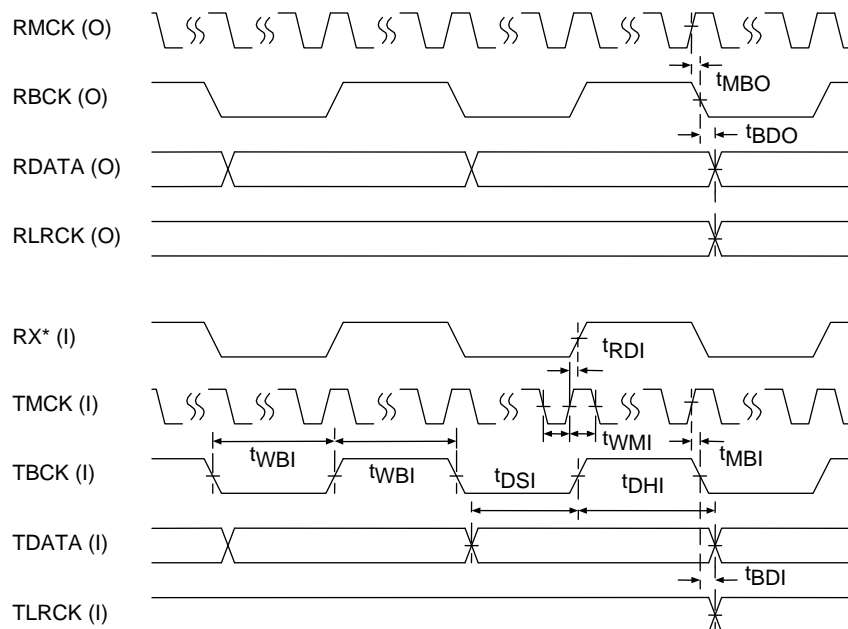 RMCK (O)
tMBO
RBCK (O)
tBDO
RDATA (O)
RLRCK (O)
RX* (I)
tRDI
TMCK (I)
tWMI
tMBI
tWBI
TBCK (I)
tWBI
tDSI
tDHI
TDATA (I)
tBDI
TLRCK (I)